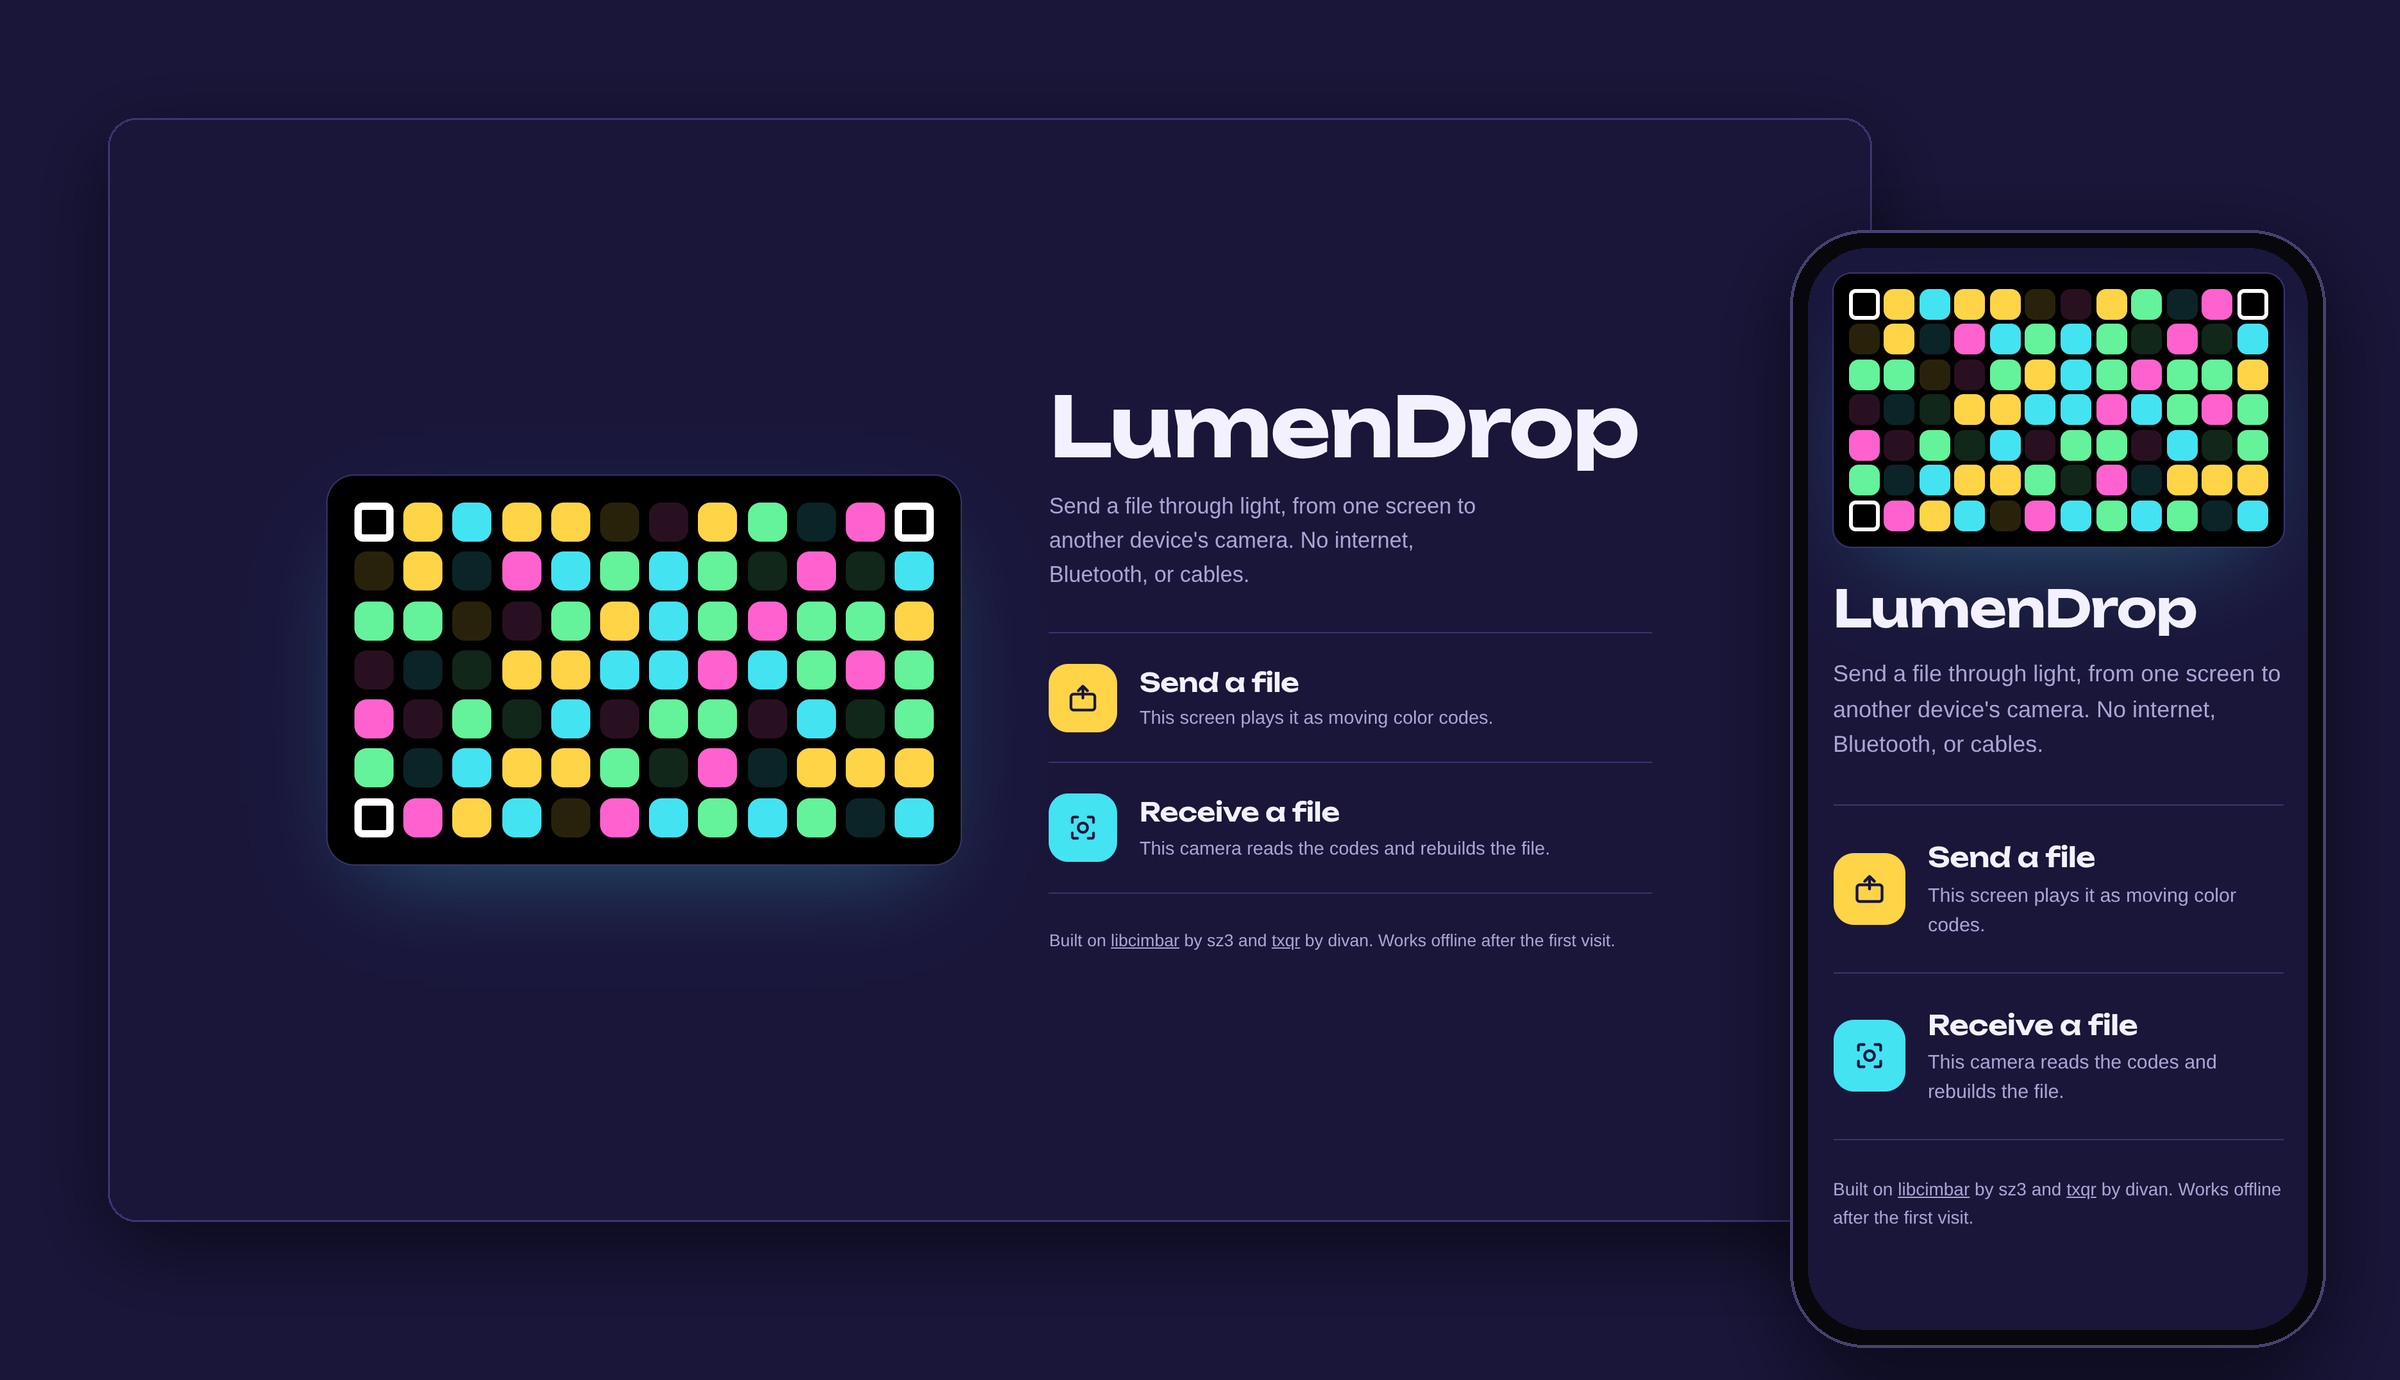 LumenDrop
Send a file through light, from one screen to
another device's camera. No internet,
Bluetooth, or cables.
Send a file
This screen plays it as moving color codes.
Receive a file
This camera reads the codes and rebuilds the file.
Built on libcimbar by sz3 and txqr by divan. Works offline after the first visit.
LumenDrop
Send a file through light, from one screen to
another device's camera. No internet,
Bluetooth, or cables.
Send a file
This screen plays it as moving color
codes.
Receive a file
This camera reads the codes and
rebuilds the file.
Built on libcimbar by sz3 and txqr by divan. Works offline
after the first visit.